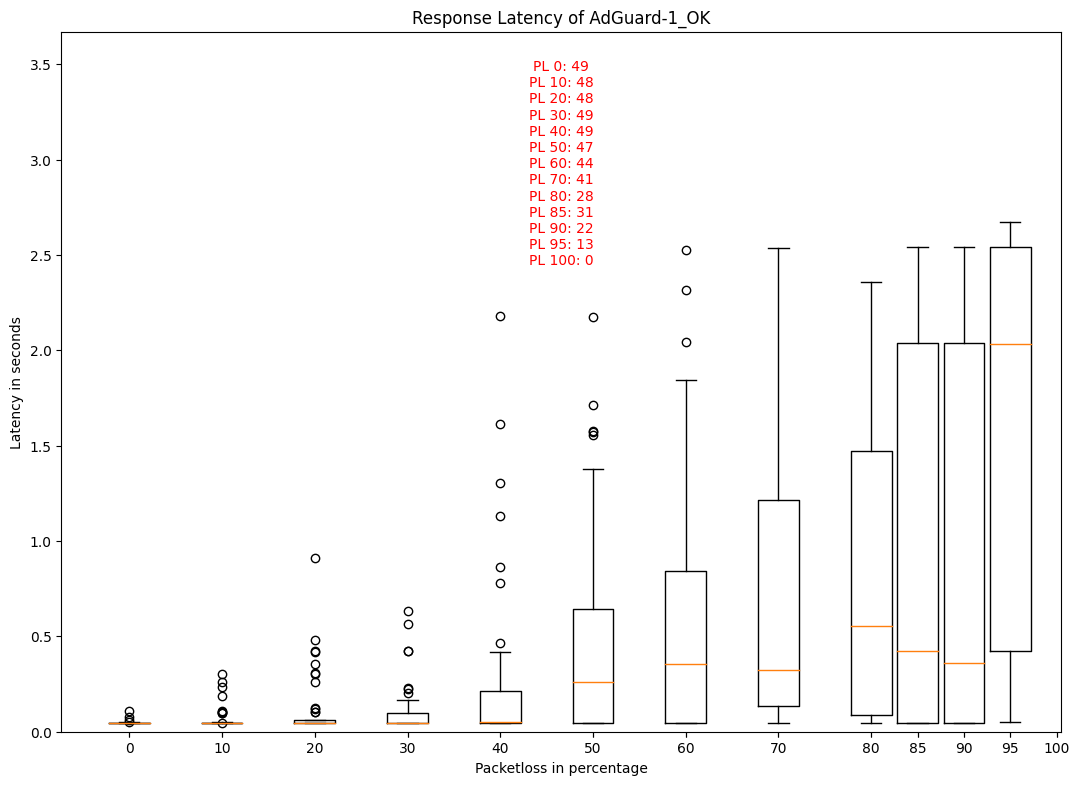 Response Latency of AdGuard-1_OK
PL 0: 49
PL 10: 48
PL 20: 48
PL 30: 49
PL 40: 49
PL 50: 47
PL 60: 44
PL 70: 41
PL 80: 28
PL 85: 31
PL 90: 22
PL 95: 13
PL 100: 0
Latency in seconds
3.5
3.0
2.5
2.0
1.5
1.0
0.5
0.0
0 10 20 30 40 50 60 70 80 85 90 95 100
Packetloss in percentage